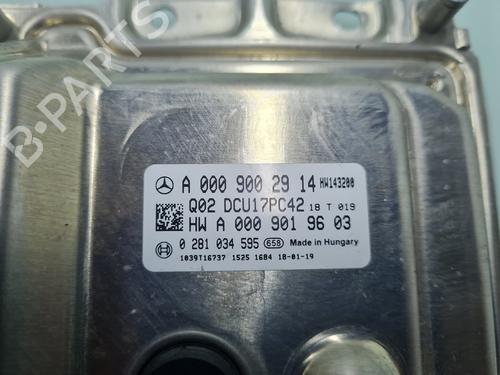 B-PARTS
A 000 900 29 14 HW143200
Q02 DCU17PC42 18 T 019
HW A 000 901 96 03
0 281 034 595 658 Made in Hungary
1039T16737 1525 1684 18-01-19